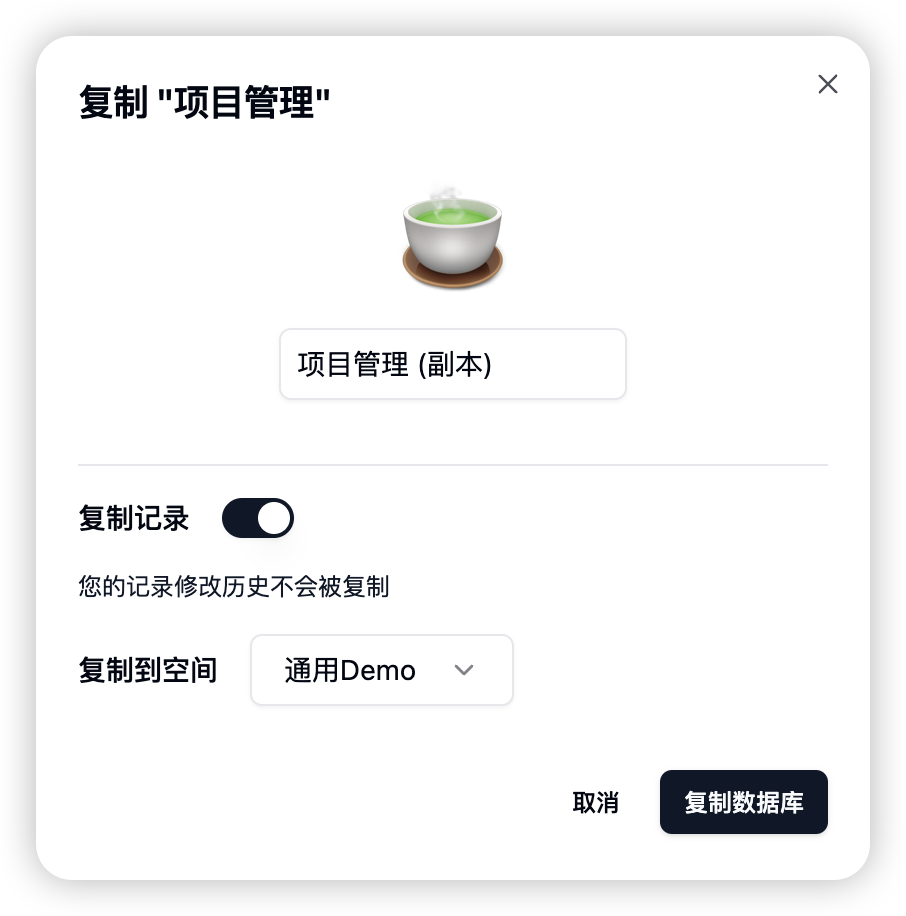 复制 "项目管理"
项目管理 (副本)
复制记录
您的记录修改历史不会被复制
复制到空间
通用Demo
取消
复制数据库